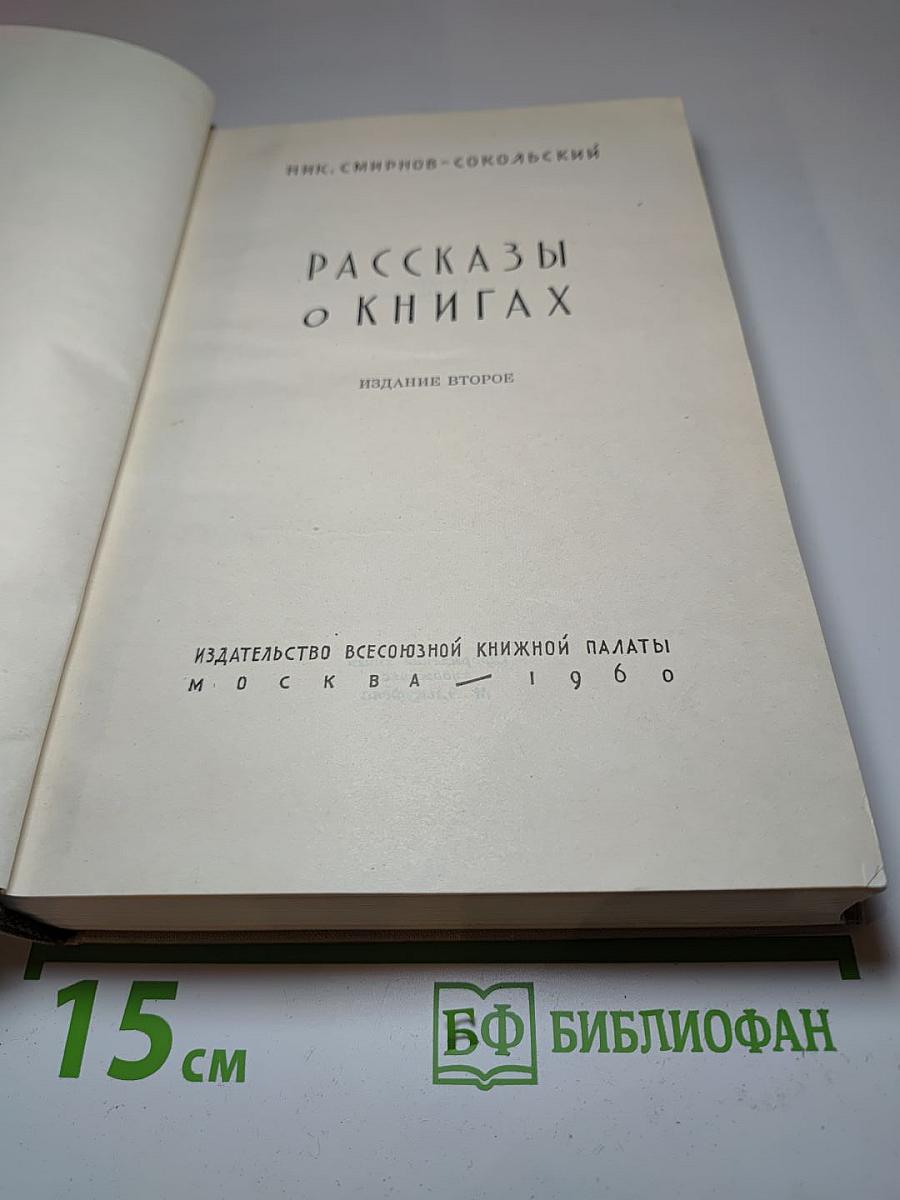 НИК. СМИРНОВ-СОКОЛЬСКИЙ
РАССКАЗЫ
О КНИГАХ
ИЗДАНИЕ ВТОРОЕ
ИЗДАТЕЛЬСТВО ВСЕСОЮЗНОЙ КНИЖНОЙ ПАЛАТЫ
МОСКВА — 1960
15 см
БФ БИБЛИОФАН